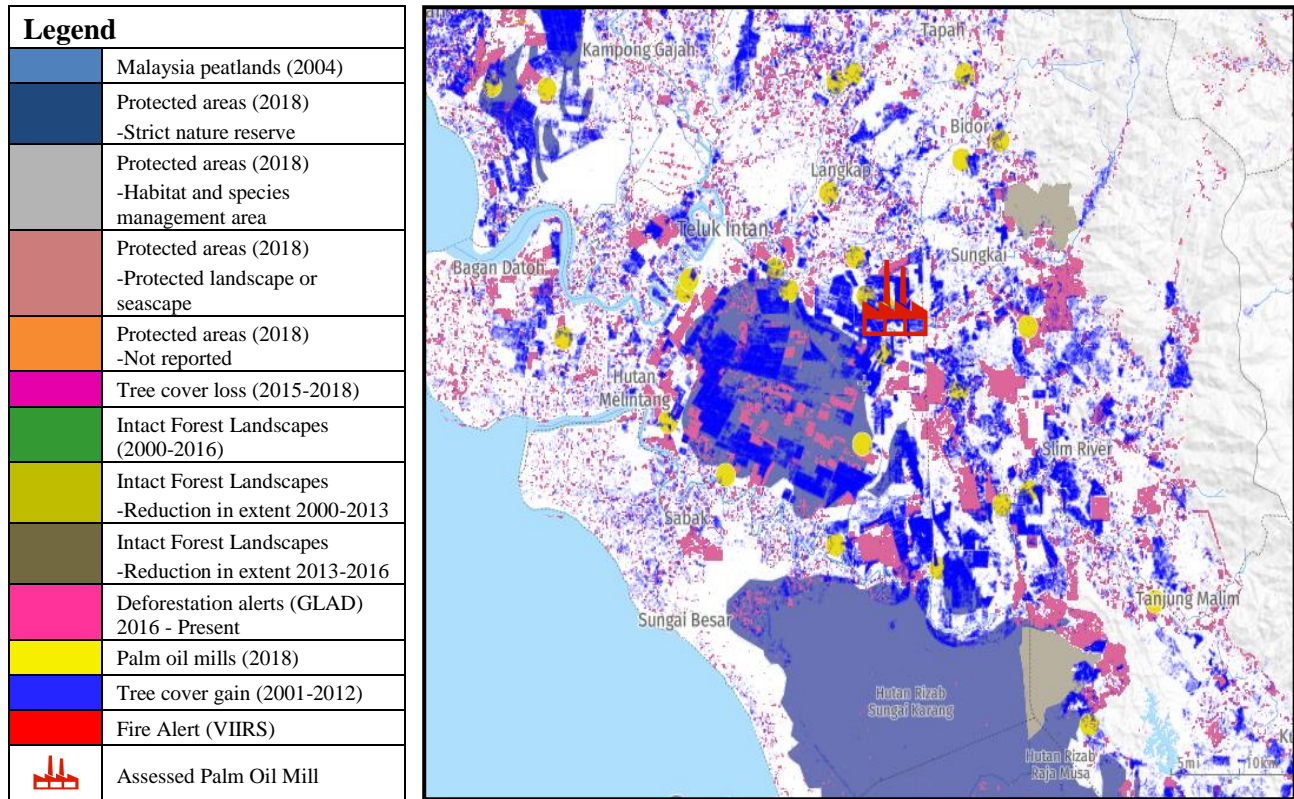 Legend
Malaysia peatlands (2004)
Protected areas (2018)
-Strict nature reserve
Protected areas (2018)
-Habitat and species
management area
Protected areas (2018)
-Protected landscape or
seascape
Protected areas (2018)
-Not reported
Tree cover loss (2015-2018)
Intact Forest Landscapes
(2000-2016)
Intact Forest Landscapes
-Reduction in extent 2000-2013
Intact Forest Landscapes
-Reduction in extent 2013-2016
Deforestation alerts (GLAD)
2016 - Present
Palm oil mills (2018)
Tree cover gain (2001-2012)
Fire Alert (VIIRS)
Assessed Palm Oil Mill
Kampong Gajah
Tapah
Bidor
Langkap
Teluk Intan
Bagan Datoh
Sungkai
Hutan
Melintang
Slim River
Sabak
Tanjung Malim
Sungai Besar
Hutan Rizab
Sungai Karang
Hutan Rizab
Raja Musa
5mi
10km